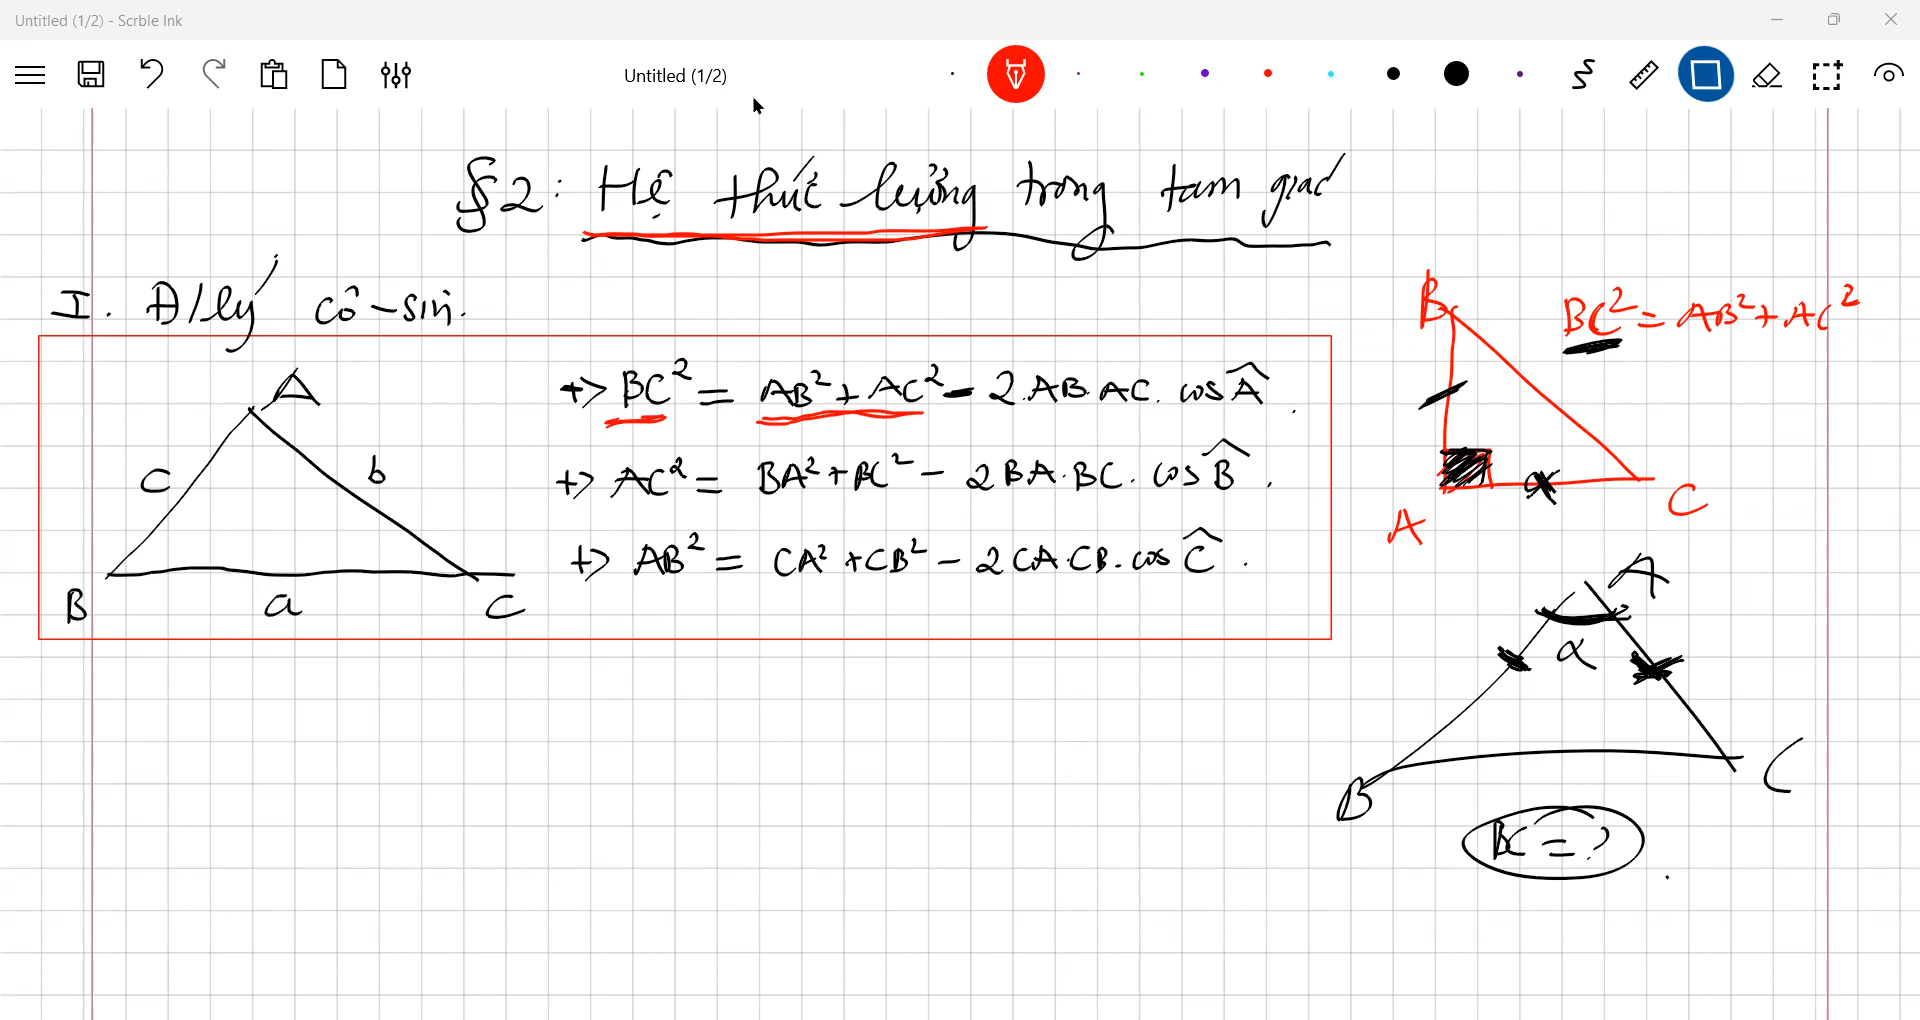 Untitled (1/2) - Scrble Ink
Untitled (1/2)
§2: Hệ thức lượng trong tam giác
I. Đ/lý cô-sin.
A
c
b
B
a
C
+> BC² = AB² + AC² - 2.AB.AC. cos Â.
+> AC² = BA² + BC² - 2BA.BC. cos B̂.
+> AB² = CA² + CB² - 2CA.CB. cos Ĉ.
B
BC² = AB² + AC²
A
C
A
α
B
C
BC = ?